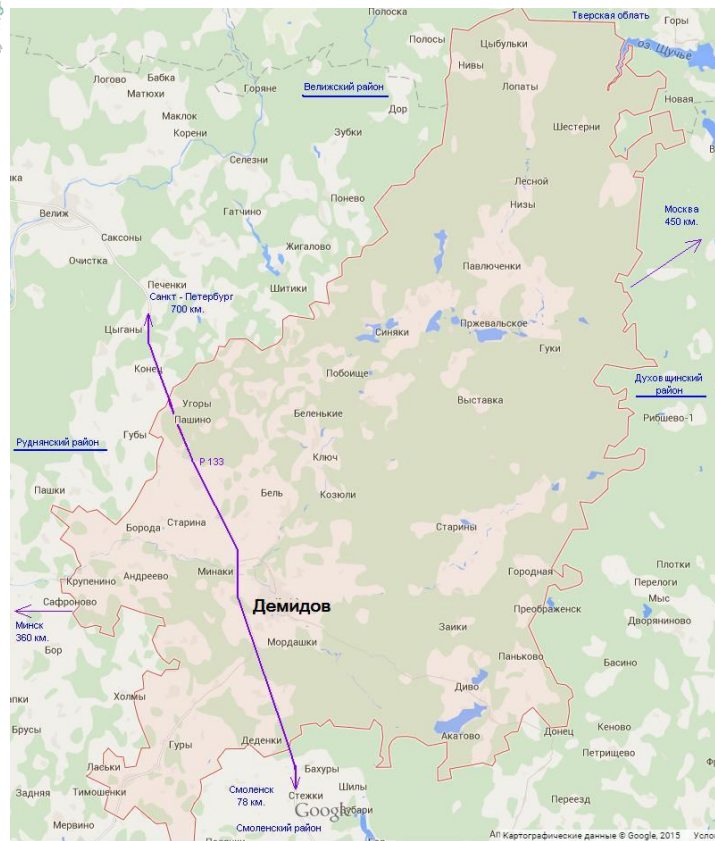 Тверская облать
Полоска
Горы
Полосы
Цыбульки
оз. Щучье
Нивы
Бабка
Логово
Горяне
Велижский район
Лопаты
Матюхи
Новая
Дор
Маклок
Шестерни
Корени
Зубки
Селезни
Лесной
Понево
Низы
Москва
450 км.
Велиж
Гатчино
Саксоны
Жигалово
Очистка
Павлюченки
Печенки
Шитики
Санкт - Петербург
700 км.
Цыганы
Синяки
Пржевальское
Гуки
Конец
Побоище
Духовщинский
район
Угоры
Выставка
Пашино
Беленькие
Рибшево-1
Губы
Руднянский район
Ключ
Р 133
Пашки
Бель
Козюли
Борода
Старина
Старины
Плотки
Минаки
Городная
Крупенино
Андреево
Перелоги
Сафроново
Мыс
Демидов
Преображенск
Дворяниново
Минск
360 км.
Заики
Бор
Мордашки
Паньково
Басино
Холмы
Диво
Брусы
Гуры
Деденки
Акатово
Донец
Кеново
Петрищево
Ласьки
Бахуры
Смоленск
78 км.
Шилы
Задняя
Тимошенки
Стежки
Переезд
Google
Мервино
Смоленский район
Картографические данные © Google, 2015